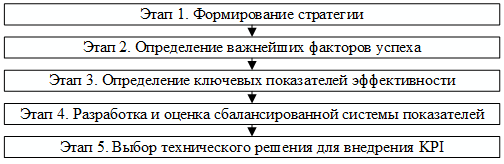 Этап 1. Формирование стратегии
Этап 2. Определение важнейших факторов успеха
Этап 3. Определение ключевых показателей эффективности
Этап 4. Разработка и оценка сбалансированной системы показателей
Этап 5. Выбор технического решения для внедрения KPI